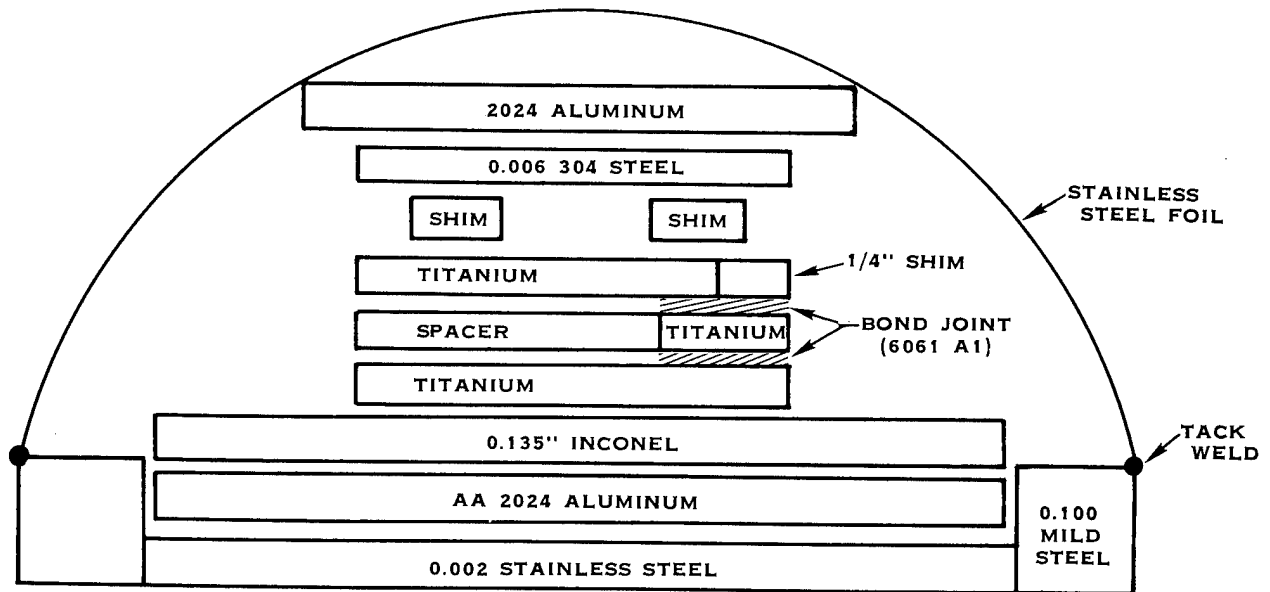 2024 ALUMINUM
0.006 304 STEEL
SHIM
SHIM
STAINLESS
STEEL FOIL
TITANIUM
1/4" SHIM
SPACER
TITANIUM
BOND JOINT
(6061 A1)
TITANIUM
0.135" INCONEL
TACK
WELD
AA 2024 ALUMINUM
0.100
MILD
STEEL
0.002 STAINLESS STEEL